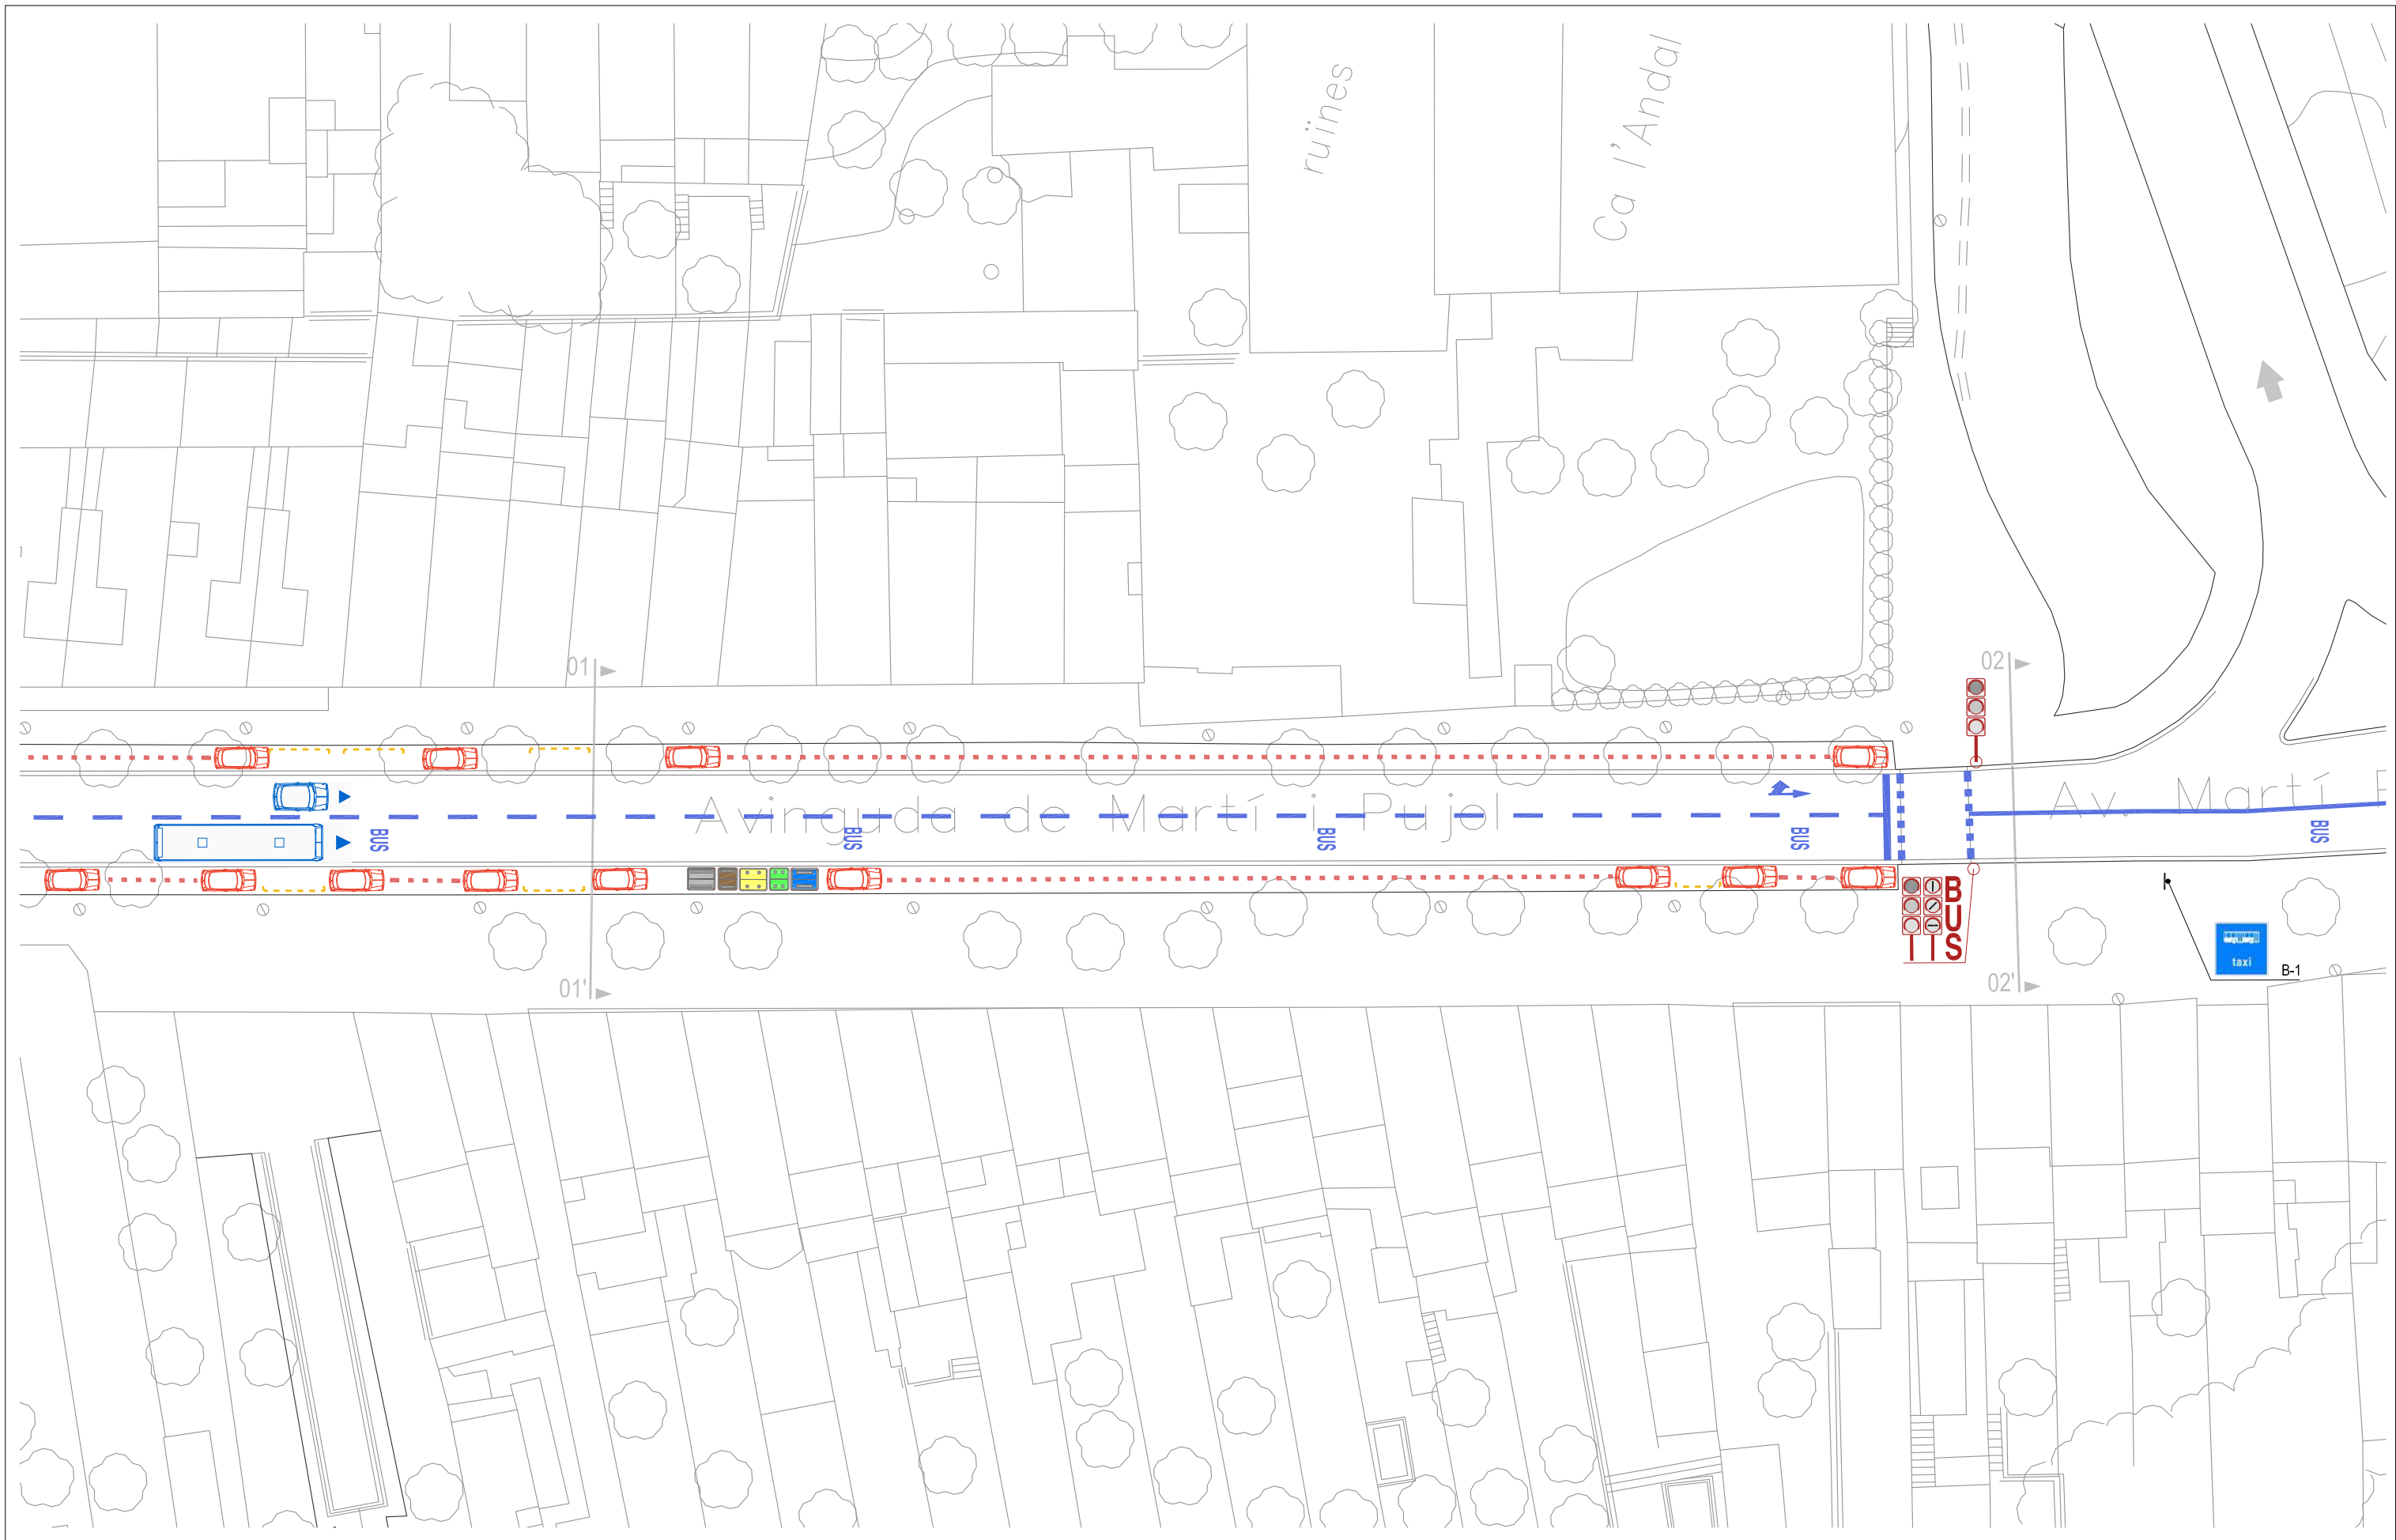 ruïnes
Ca l'Andal
01
02
Avinguda de Martí i Pujol
Av. Martí P
BUS
BUS
BUS
BUS
BUS
BUS
taxi
B-1
01'
02'